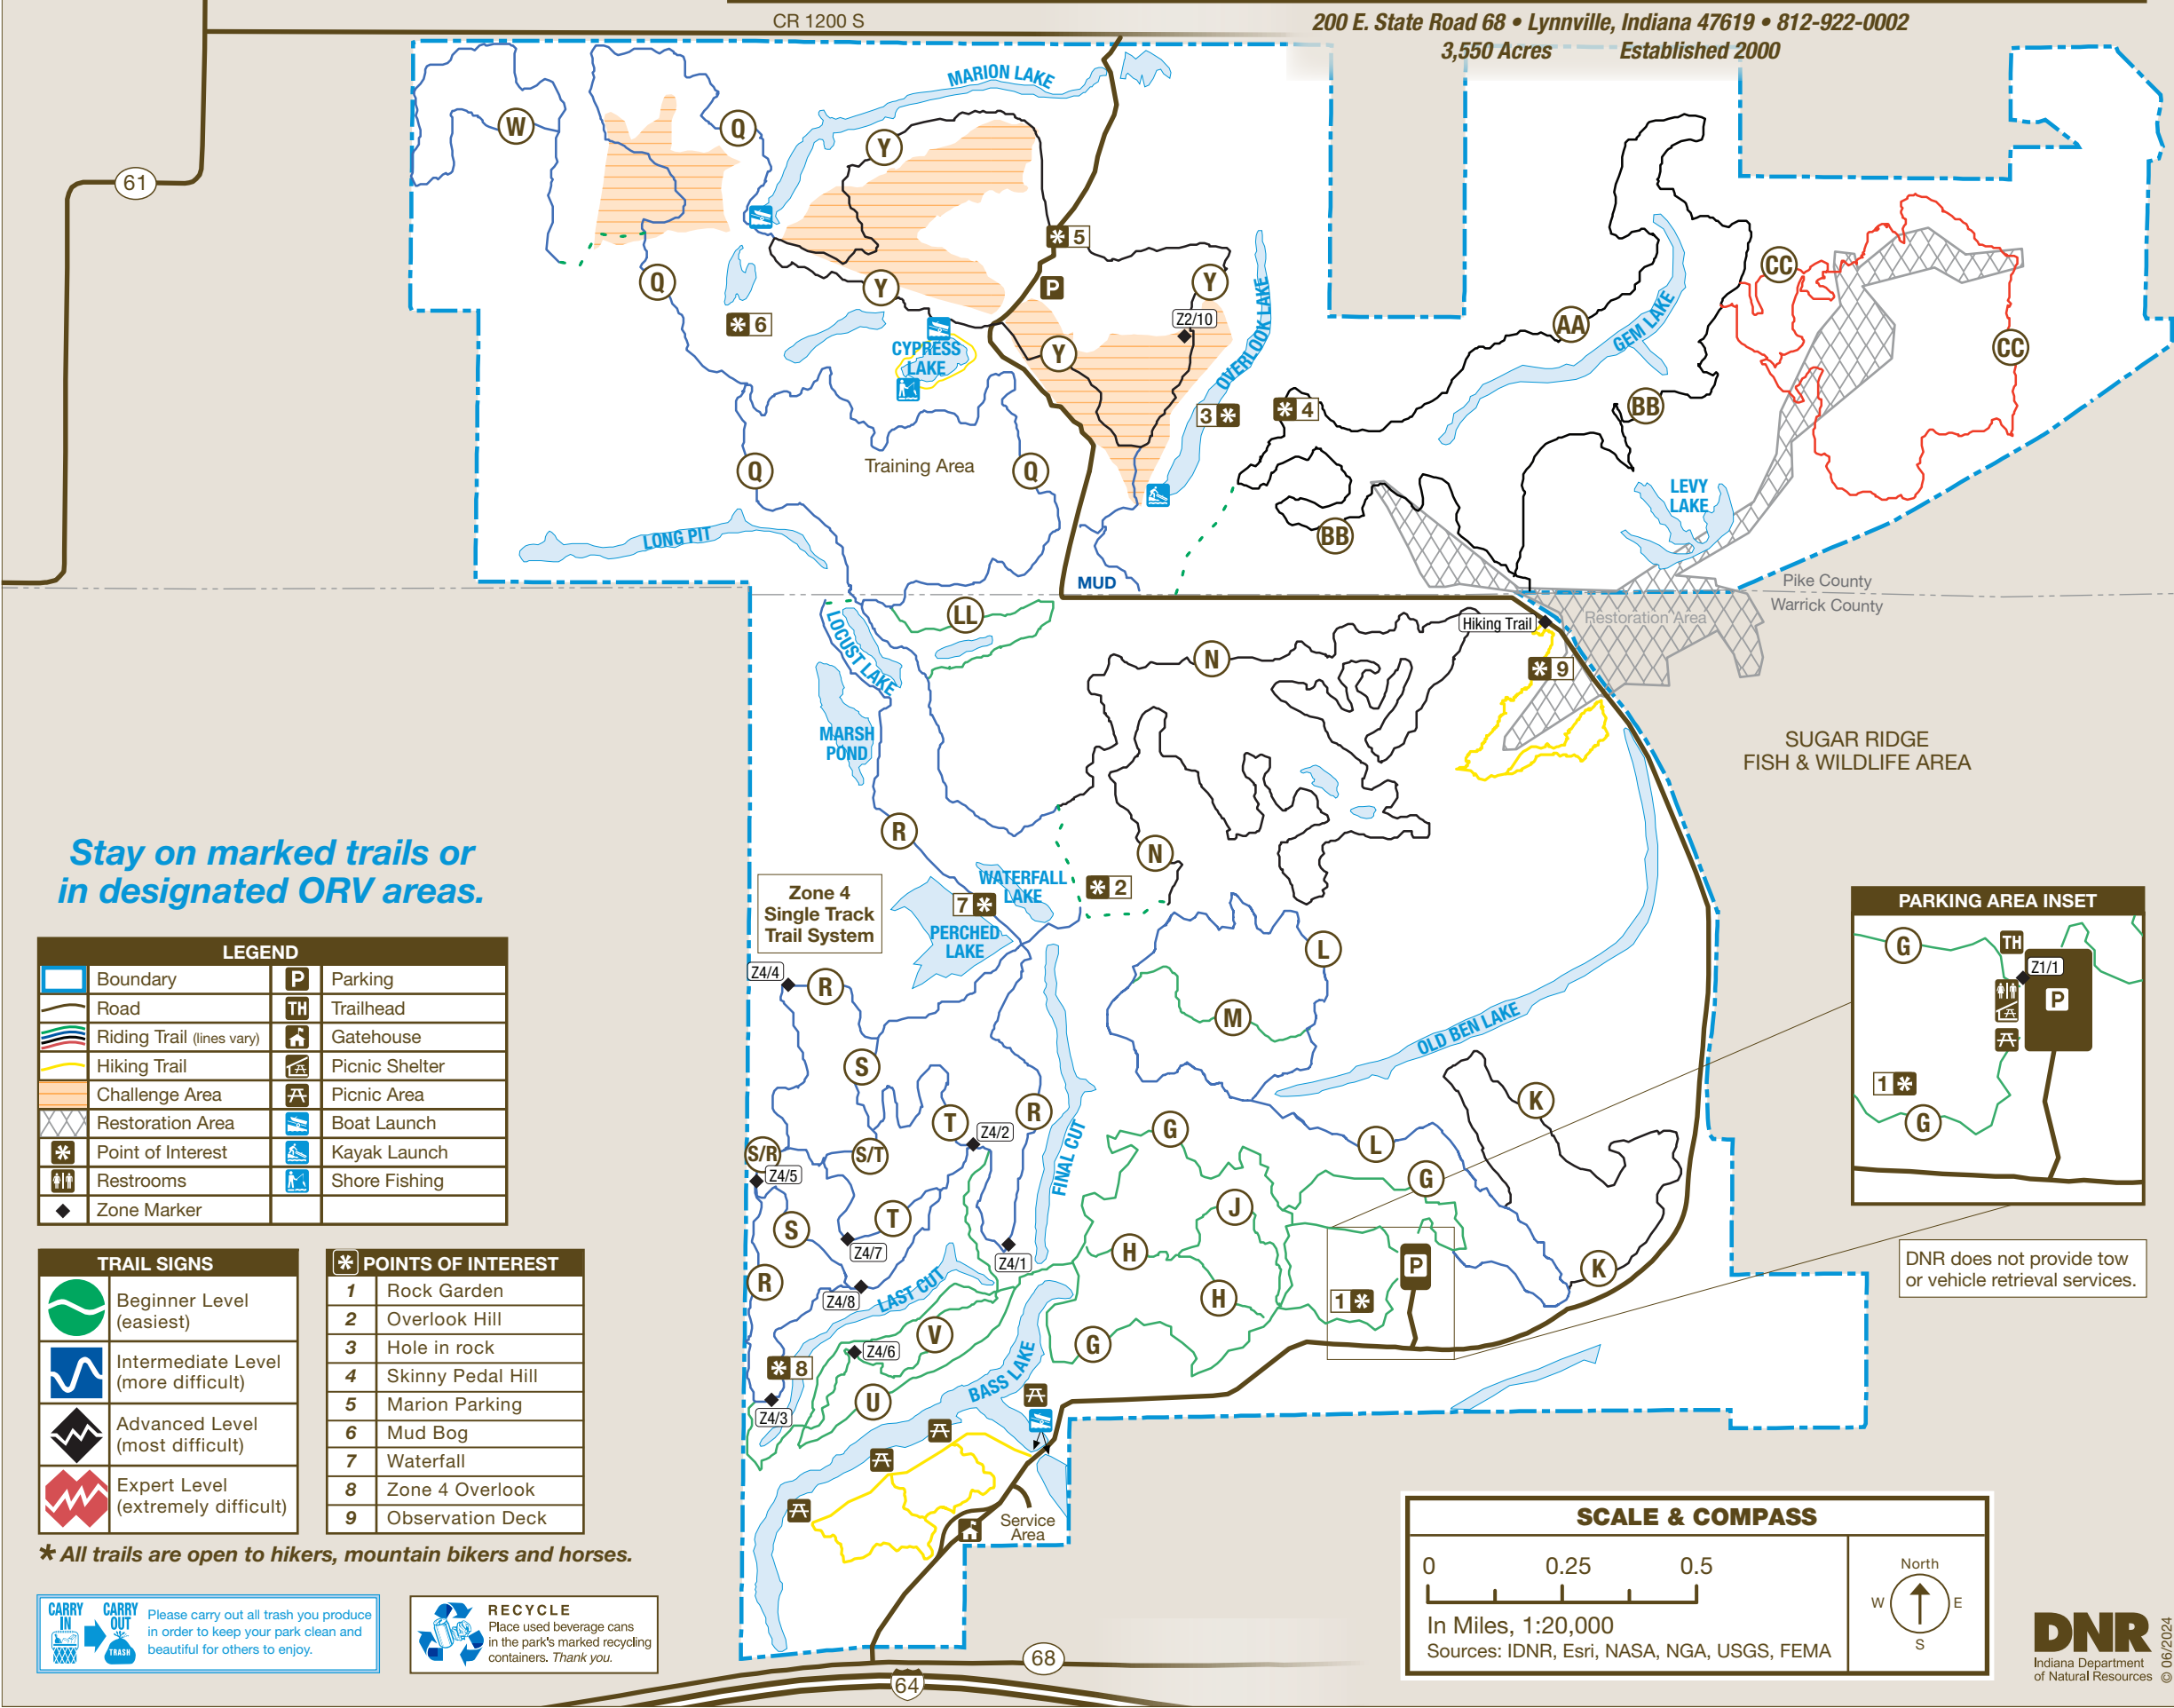 CR 1200 S
200 E. State Road 68 • Lynnville, Indiana 47619 • 812-922-0002
3,550 Acres Established 2000
61
MARION LAKE
W
Q
Y
5
P
Q
Y
Y
6
Z2/10
CYPRESS
LAKE
Y
OVERLOOK LAKE
3
4
AA
GEM LAKE
CC
CC
BB
Q
Training Area
Q
BB
LEVY
LAKE
LONG PIT
MUD
Pike County
Warrick County
Restoration Area
LL
LOCUST LAKE
Hiking Trail
N
9
MARSH
POND
SUGAR RIDGE
FISH & WILDLIFE AREA
R
N
Stay on marked trails or
in designated ORV areas.
Zone 4
Single Track
Trail System
WATERFALL
LAKE
2
7
PERCHED
LAKE
L
Z4/4
R
M
OLD BEN LAKE
S
K
T
R
Z4/2
G
FINAL CUT
L
S/R
S/T
Z4/5
G
J
S
T
Z4/7
H
Z4/1
P
K
R
LAST CUT
Z4/8
H
1
V
G
Z4/6
8
BASS LAKE
U
Z4/3
Service
Area
PARKING AREA INSET
G
TH
Z1/1
P
1
G
DNR does not provide tow
or vehicle retrieval services.
LEGEND
Boundary P Parking
Road TH Trailhead
Riding Trail (lines vary) Gatehouse
Hiking Trail Picnic Shelter
Challenge Area Picnic Area
Restoration Area Boat Launch
Point of Interest Kayak Launch
Restrooms Shore Fishing
Zone Marker
TRAIL SIGNS
Beginner Level
(easiest)
Intermediate Level
(more difficult)
Advanced Level
(most difficult)
Expert Level
(extremely difficult)
* POINTS OF INTEREST
1 Rock Garden
2 Overlook Hill
3 Hole in rock
4 Skinny Pedal Hill
5 Marion Parking
6 Mud Bog
7 Waterfall
8 Zone 4 Overlook
9 Observation Deck
* All trails are open to hikers, mountain bikers and horses.
CARRY IN CARRY OUT
TRASH
Please carry out all trash you produce
in order to keep your park clean and
beautiful for others to enjoy.
RECYCLE
Place used beverage cans
in the park's marked recycling
containers. Thank you.
68
64
SCALE & COMPASS
0 0.25 0.5
In Miles, 1:20,000
Sources: IDNR, Esri, NASA, NGA, USGS, FEMA
North
W E
S
DNR
Indiana Department
of Natural Resources
© 06/2024